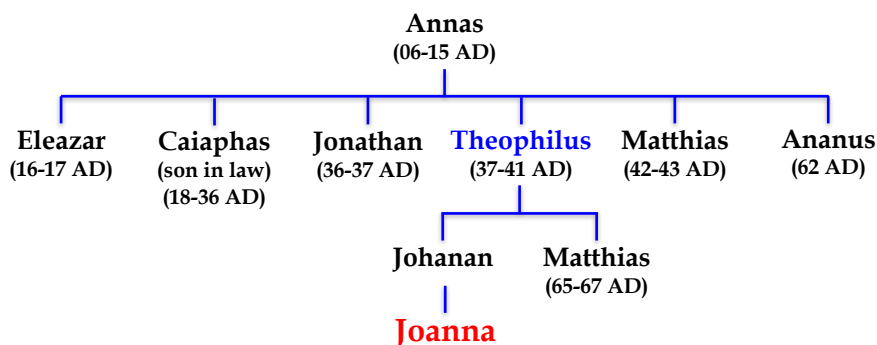 Annas
(06-15 AD)
Eleazar Caiaphas Jonathan Theophilus Matthias Ananus
(16-17 AD) (son in law) (36-37 AD) (37-41 AD) (42-43 AD) (62 AD)
(18-36 AD)
Johanan Matthias
(65-67 AD)
Joanna